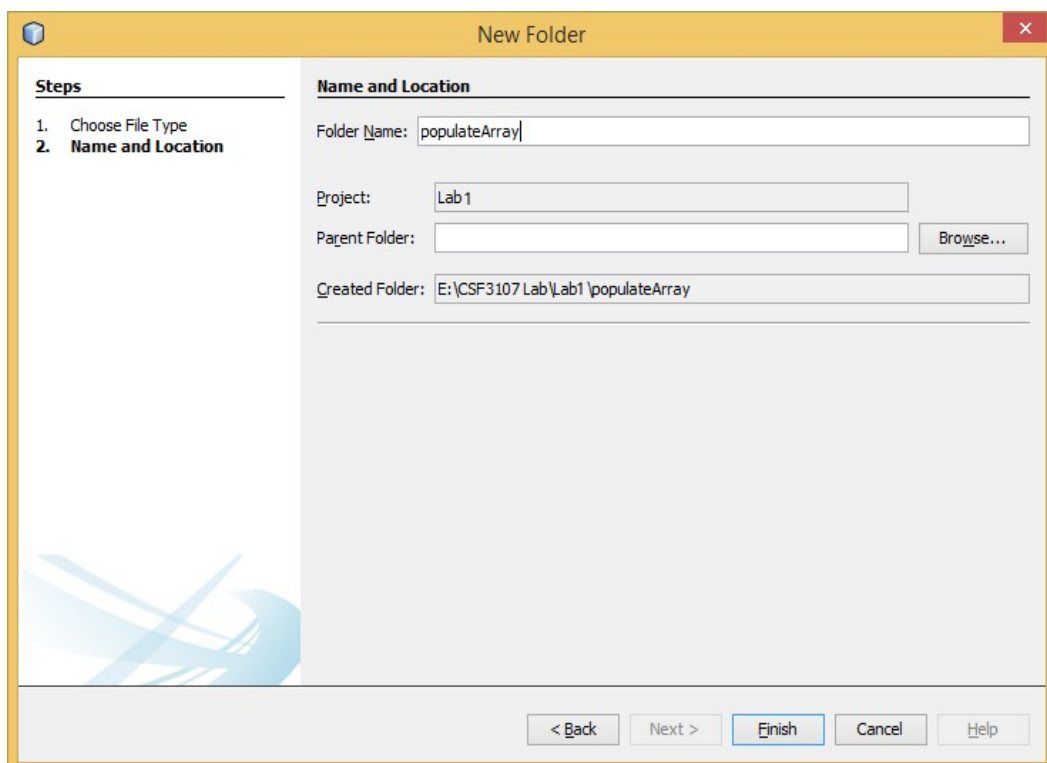 New Folder
Steps
1. Choose File Type
2. Name and Location
Name and Location
Folder Name: populateArray
Project: Lab1
Parent Folder: Browse...
Created Folder: E:\CSF3107 Lab\Lab1\populateArray
< Back Next > Finish Cancel Help